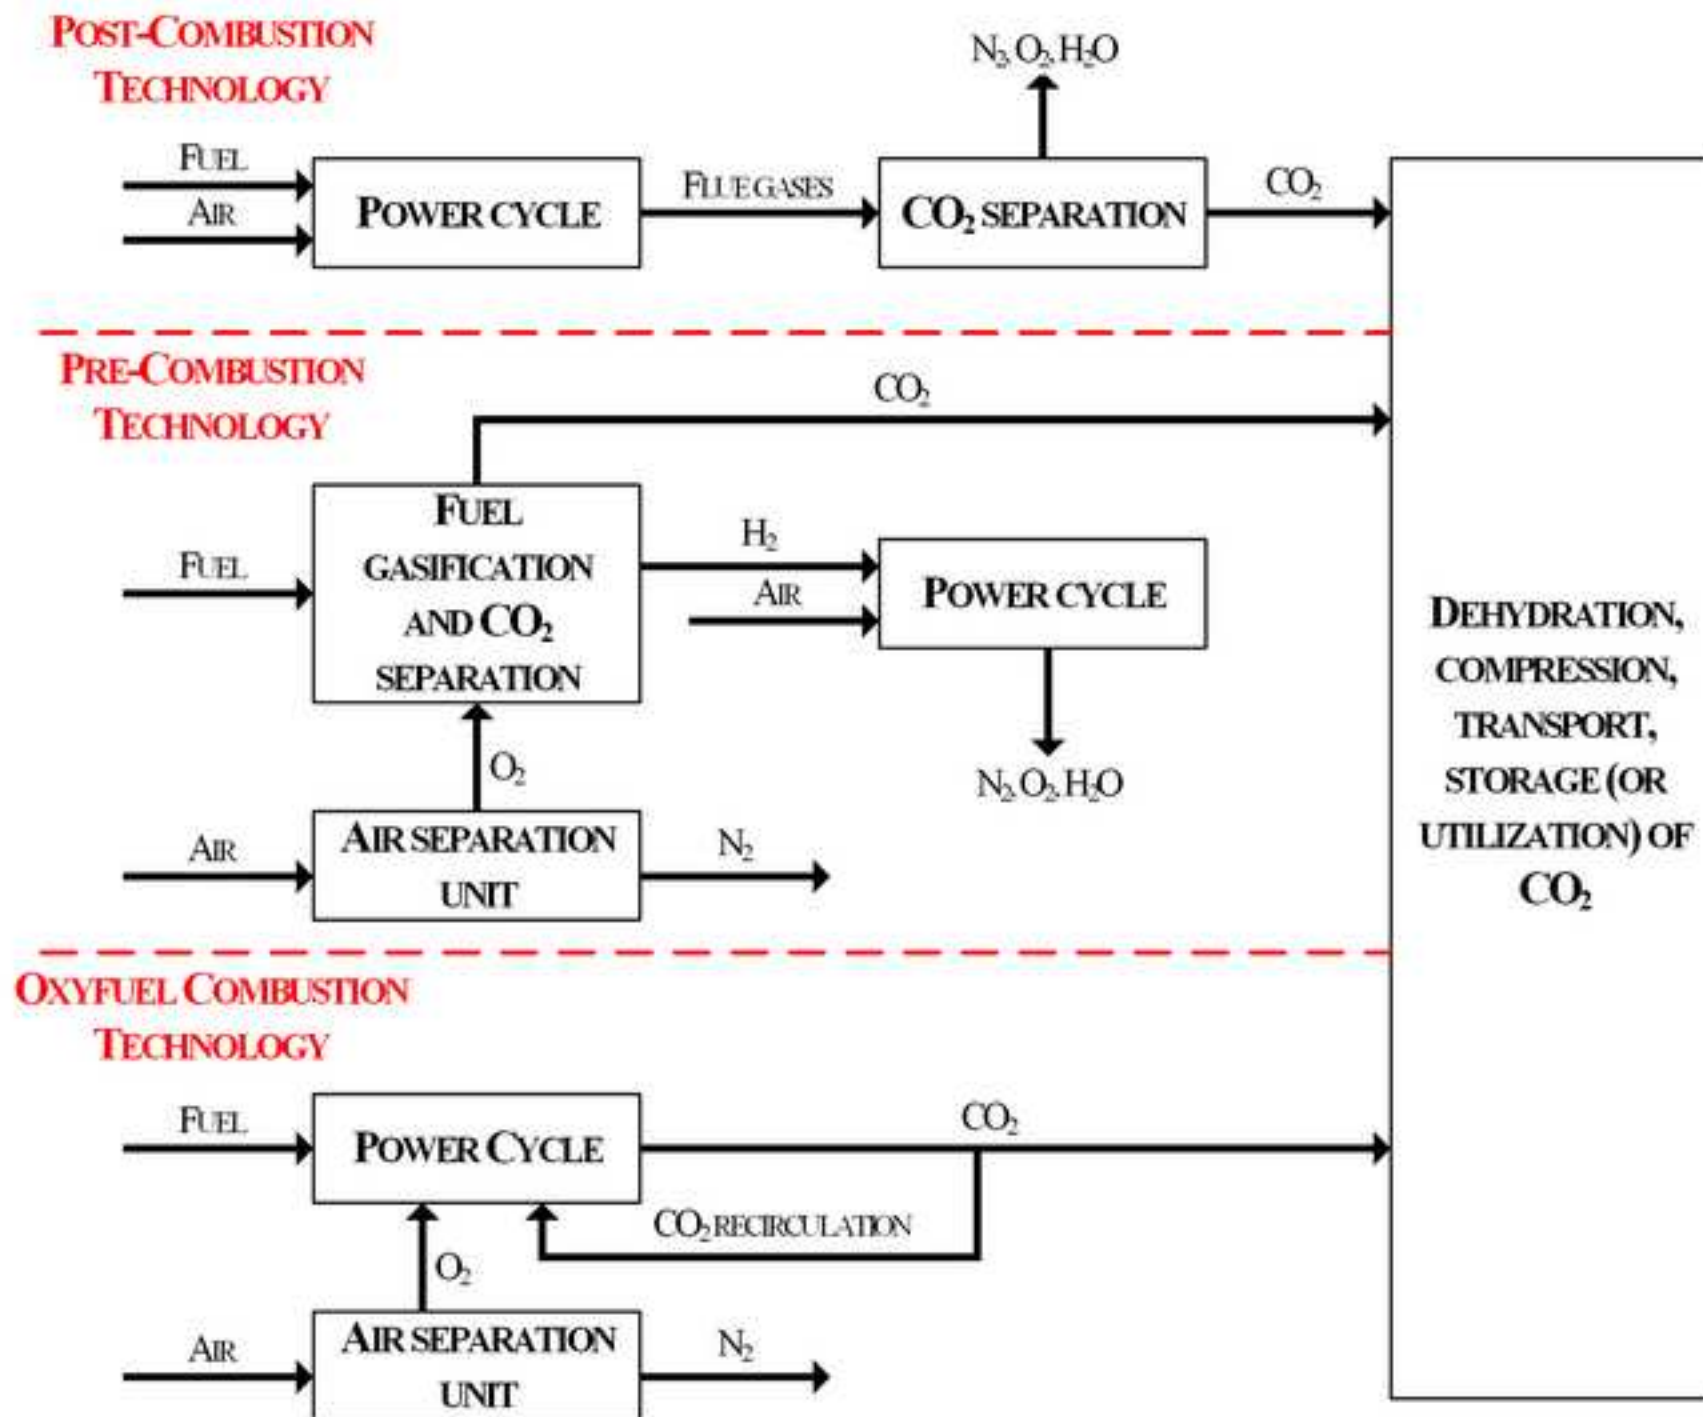 POST-COMBUSTION
TECHNOLOGY
N₂, O₂, H₂O
FUEL
AIR
POWER CYCLE
FLUE GASES
CO₂ SEPARATION
CO₂
PRE-COMBUSTION
TECHNOLOGY
CO₂
FUEL
FUEL
GASIFICATION
AND CO₂
SEPARATION
H₂
AIR
POWER CYCLE
O₂
N₂, O₂, H₂O
AIR
AIR SEPARATION
UNIT
N₂
DEHYDRATION,
COMPRESSION,
TRANSPORT,
STORAGE (OR
UTILIZATION) OF
CO₂
OXYFUEL COMBUSTION
TECHNOLOGY
FUEL
POWER CYCLE
CO₂
CO₂ RECIRCULATION
O₂
AIR
AIR SEPARATION
UNIT
N₂